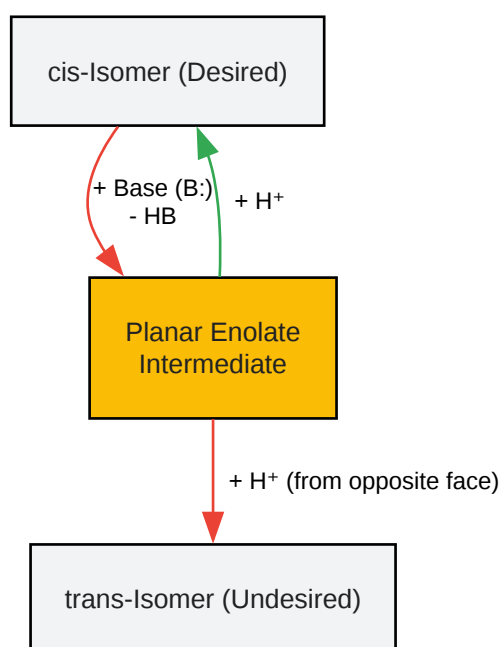 cis-Isomer (Desired)
+ Base (B:)
- HB
+ H⁺
Planar Enolate
Intermediate
+ H⁺ (from opposite face)
trans-Isomer (Undesired)